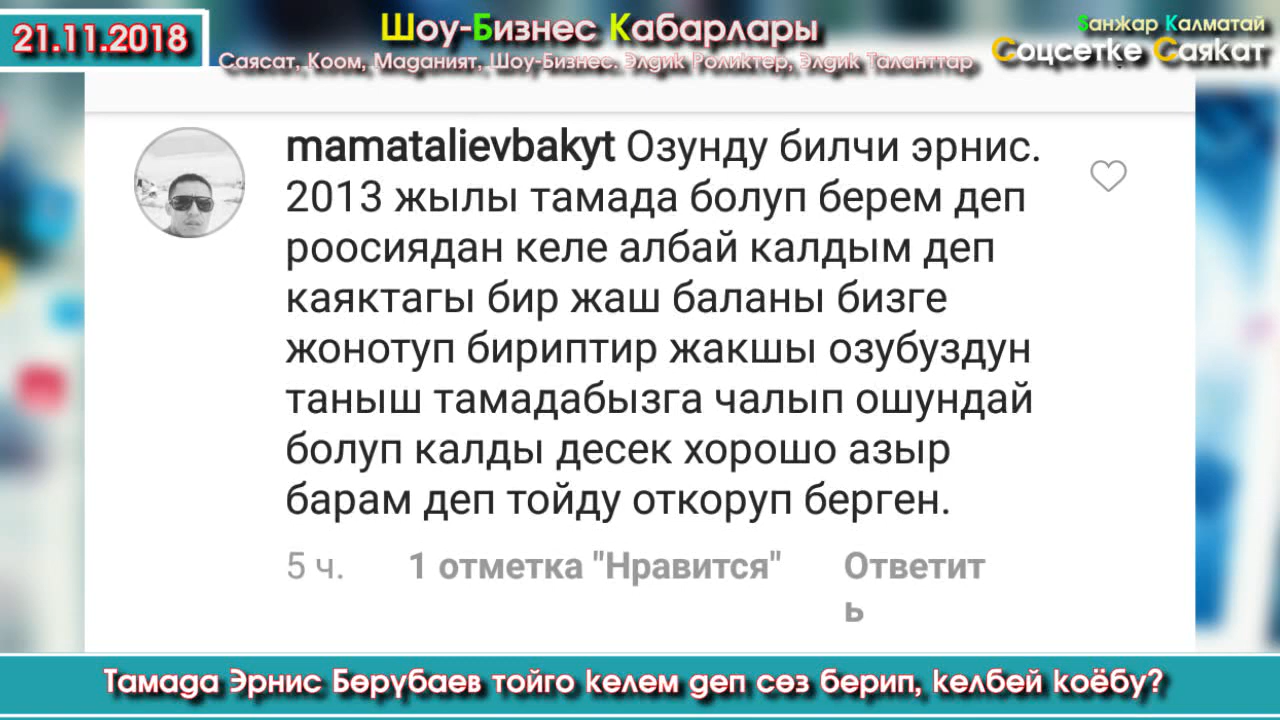 21.11.2018
Шоу-Бизнес Кабарлары
Саясат, Коом, Маданият, Шоу-Бизнес. Элдик Роликтер, Элдик Таланттар
Санжар Калматай
Соцсетке Саякат
mamatalievbakyt Озунду билчи эрнис.
2013 жылы тамада болуп берем деп
роосиядан келе албай калдым деп
каяктагы бир жаш баланы бизге
жонотуп бириптир жакшы озубуздун
таныш тамадабызга чалып ошундай
болуп калды десек хорошо азыр
барам деп тойду откоруп берген.
5 ч. 1 отметка "Нравится" Ответит
ь
Тамада Эрнис Бөрүбаев тойго келем деп сөз берип, келбей коёбу?